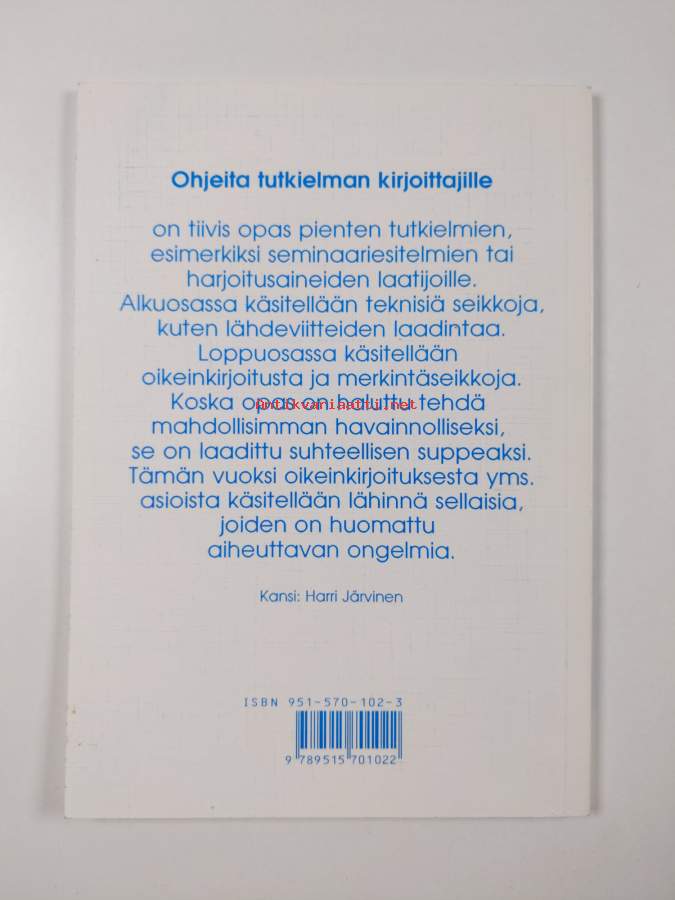 Ohjeita tutkielman kirjoittajille
on tiivis opas pienten tutkielmien,
esimerkiksi seminaariesitelmien tai
harjoitusaineiden laatijoille.
Alkuosassa käsitellään teknisiä seikkoja,
kuten lähdeviitteiden laadintaa.
Loppuosassa käsitellään
oikeinkirjoitusta ja merkintäseikkoja.
Koska opas on haluttu tehdä
antikvariaatti.net
mahdollisimman havainnolliseksi,
se on laadittu suhteellisen suppeaksi.
Tämän vuoksi oikeinkirjoituksesta yms.
asioista käsitellään lähinnä sellaisia,
joiden on huomattu
aiheuttavan ongelmia.
Kansi: Harri Järvinen
ISBN 951-570-102-3
9 789515 701022